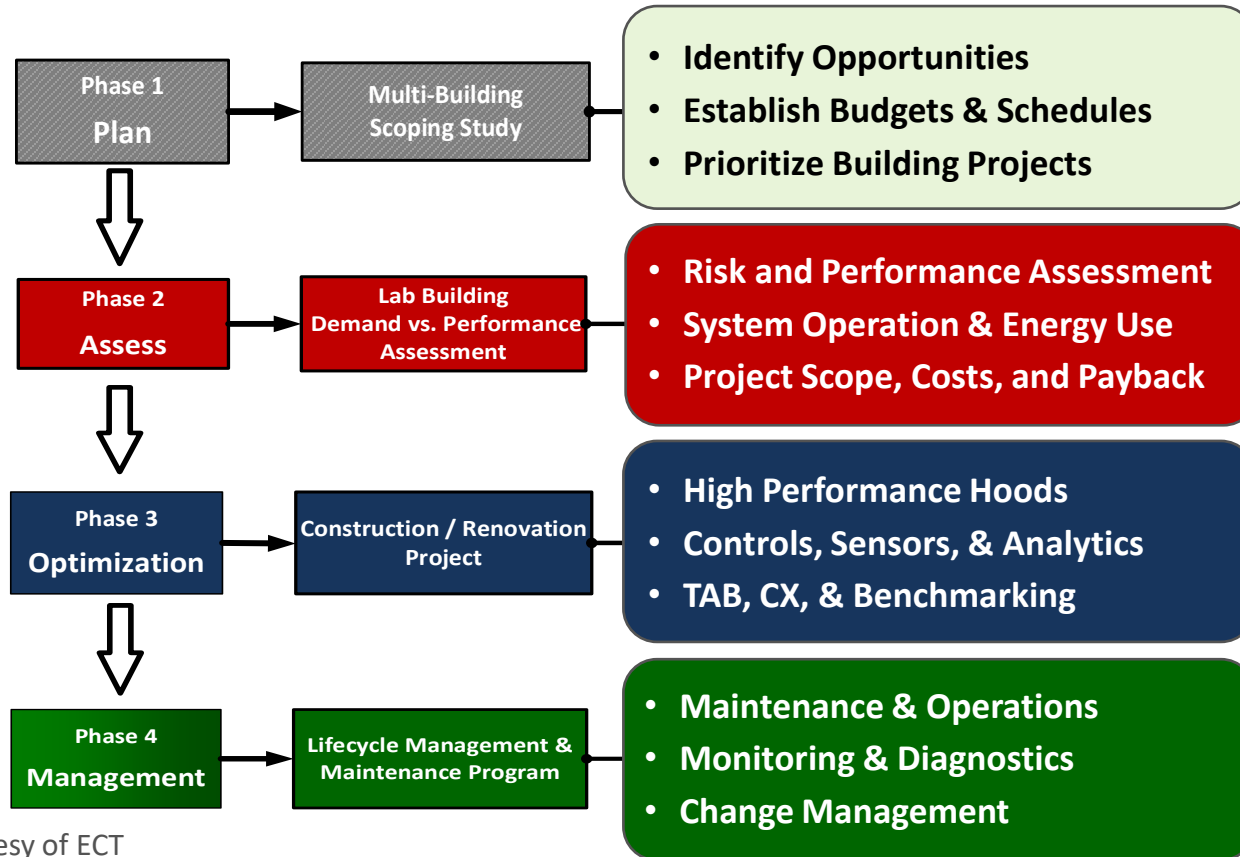 Phase 1
Plan
Multi-Building
Scoping Study
• Identify Opportunities
• Establish Budgets & Schedules
• Prioritize Building Projects
Phase 2
Assess
Lab Building
Demand vs. Performance
Assessment
• Risk and Performance Assessment
• System Operation & Energy Use
• Project Scope, Costs, and Payback
Phase 3
Optimization
Construction / Renovation
Project
• High Performance Hoods
• Controls, Sensors, & Analytics
• TAB, CX, & Benchmarking
Phase 4
Management
Lifecycle Management &
Maintenance Program
• Maintenance & Operations
• Monitoring & Diagnostics
• Change Management
esy of ECT